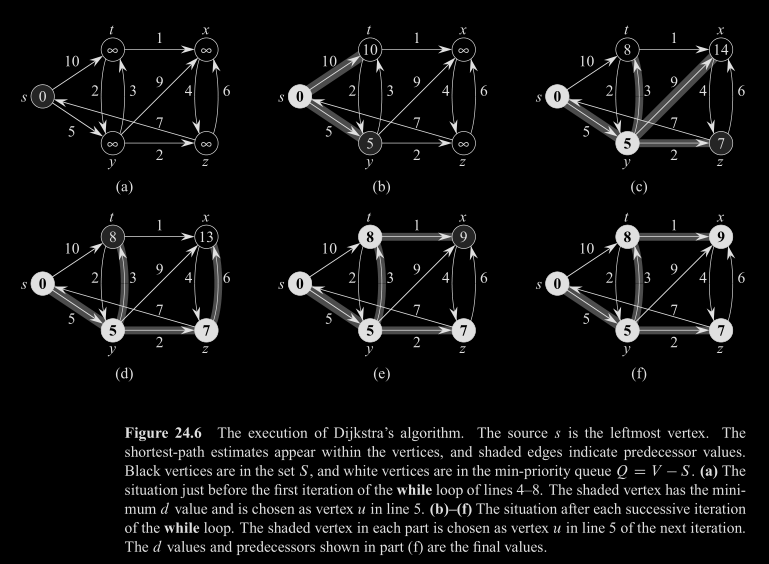 t x
1
∞ ∞
10
9
s 0 2 3 4 6
7
5
∞ ∞
2
y z
(a)
t x
1
10 ∞
10
9
s 0 2 3 4 6
7
5
5 ∞
2
y z
(b)
t x
1
8 14
10
9
s 0 2 3 4 6
7
5
5 7
2
y z
(c)
t x
1
8 13
10
9
s 0 2 3 4 6
7
5
5 7
2
y z
(d)
t x
1
8 9
10
9
s 0 2 3 4 6
7
5
5 7
2
y z
(e)
t x
1
8 9
10
9
s 0 2 3 4 6
7
5
5 7
2
y z
(f)
Figure 24.6 The execution of Dijkstra's algorithm. The source s is the leftmost vertex. The
shortest-path estimates appear within the vertices, and shaded edges indicate predecessor values.
Black vertices are in the set S, and white vertices are in the min-priority queue Q = V − S. (a) The
situation just before the first iteration of the while loop of lines 4–8. The shaded vertex has the mini-
mum d value and is chosen as vertex u in line 5. (b)–(f) The situation after each successive iteration
of the while loop. The shaded vertex in each part is chosen as vertex u in line 5 of the next iteration.
The d values and predecessors shown in part (f) are the final values.